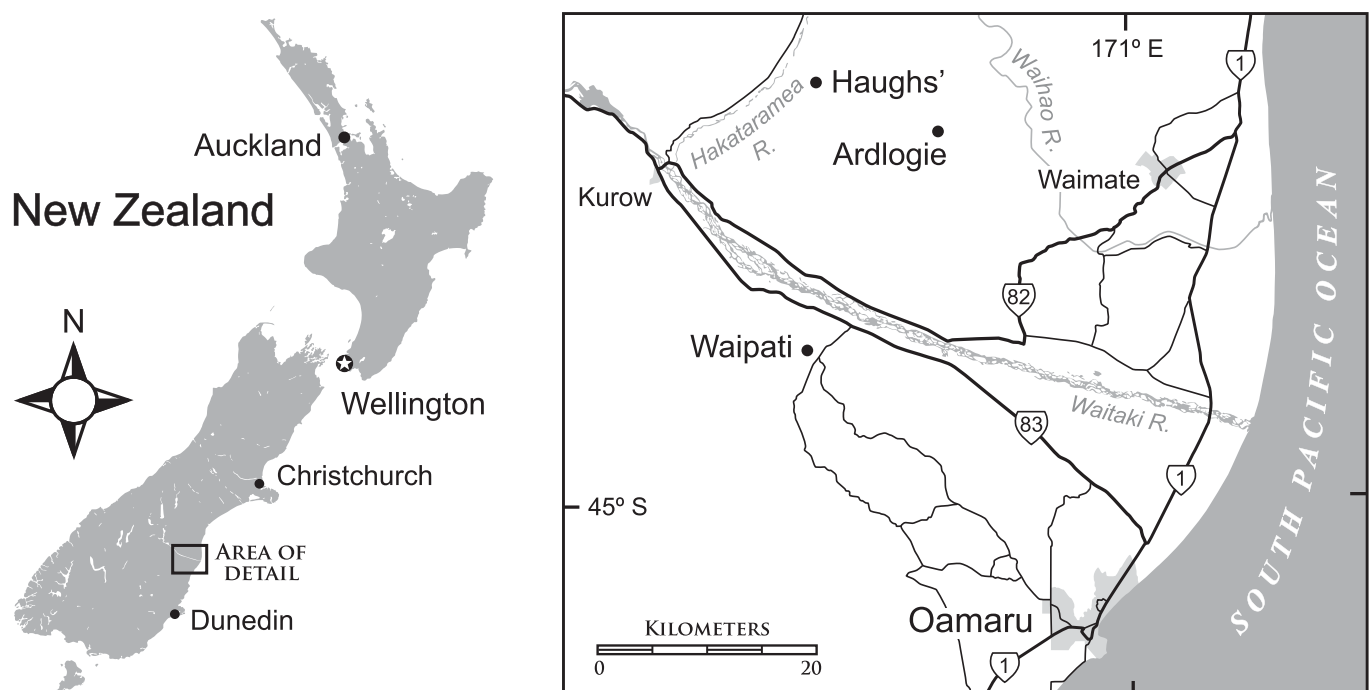 Auckland
New Zealand
N
Wellington
Christchurch
AREA OF
DETAIL
Dunedin
171º E
1
Haughs’
Hakataramea
R.
Waihao R.
Ardlogie
Waimate
Kurow
82
Waipati
Waitaki R.
83
1
45º S
SOUTH PACIFIC OCEAN
Oamaru
KILOMETERS
0 20
1